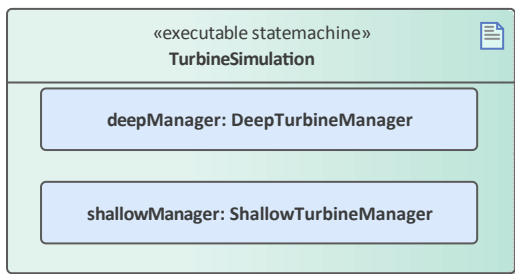 «executable statemachine»
TurbineSimulation
deepManager: DeepTurbineManager
shallowManager: ShallowTurbineManager